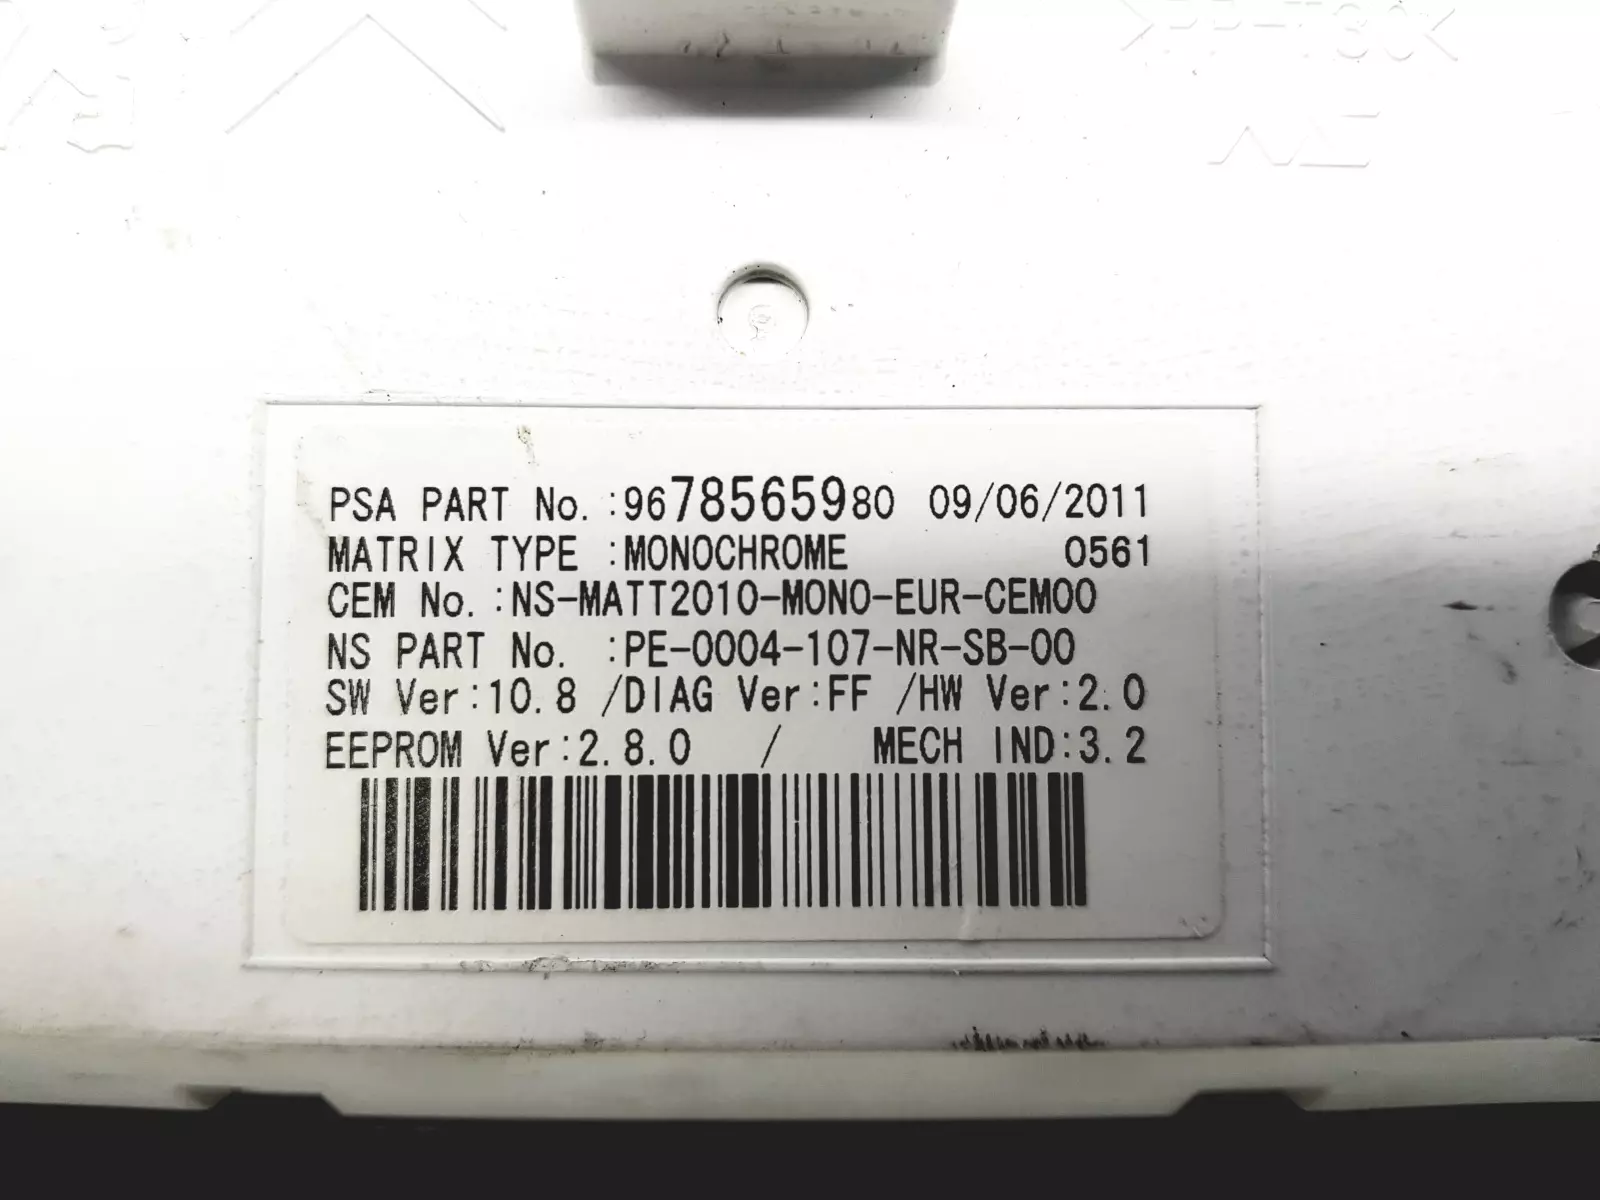 >PP-T30<
PSA PART No. :9678565980 09/06/2011
MATRIX TYPE :MONOCHROME 0561
CEM No. :NS-MATT2010-MONO-EUR-CEM00
NS PART No. :PE-0004-107-NR-SB-00
SW Ver:10.8 /DIAG Ver:FF /HW Ver:2.0
EEPROM Ver:2.8.0 / MECH IND:3.2